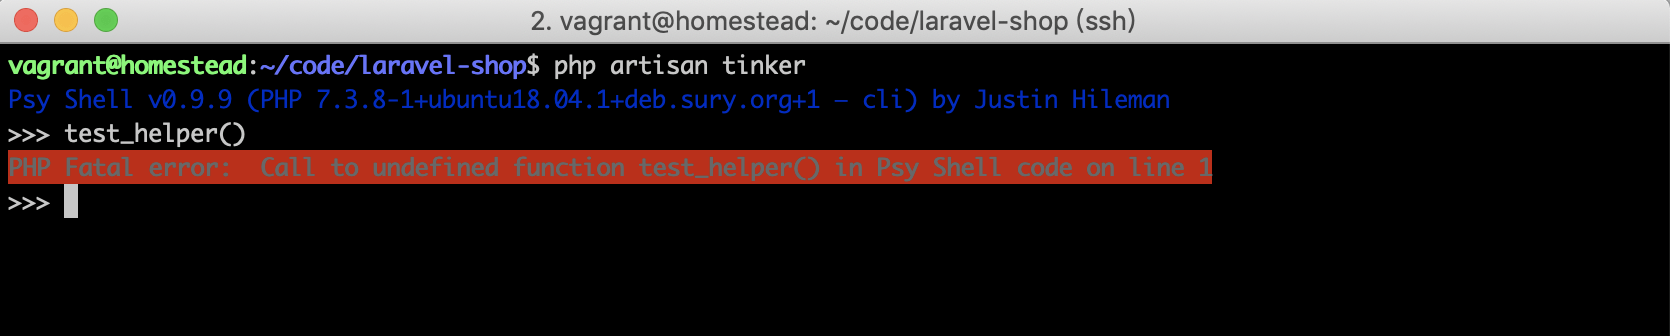 2. vagrant@homestead: ~/code/laravel-shop (ssh)
vagrant@homestead:~/code/laravel-shop$ php artisan tinker
Psy Shell v0.9.9 (PHP 7.3.8-1+ubuntu18.04.1+deb.sury.org+1 — cli) by Justin Hileman
>>> test_helper()
PHP Fatal error:  Call to undefined function test_helper() in Psy Shell code on line 1
>>>